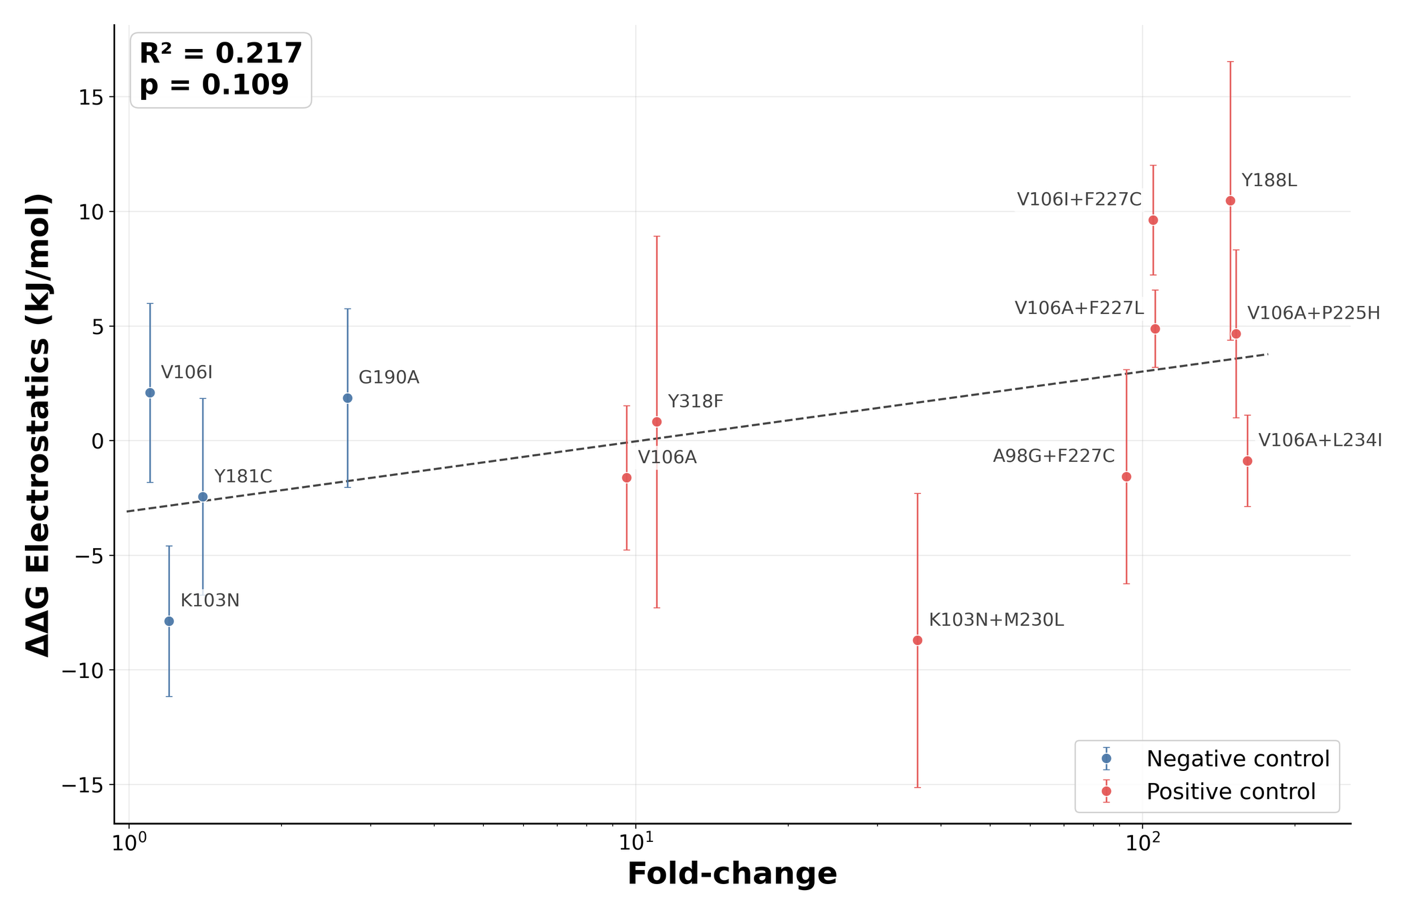 R² = 0.217
p = 0.109
ΔΔG Electrostatics (kJ/mol)
15
10
5
0
−5
−10
−15
Y188L
V106I+F227C
V106A+F227L
V106A+P225H
V106I
G190A
Y318F
V106A+L234I
V106A
A98G+F227C
Y181C
K103N
K103N+M230L
Negative control
Positive control
10⁰
10¹
10²
Fold-change